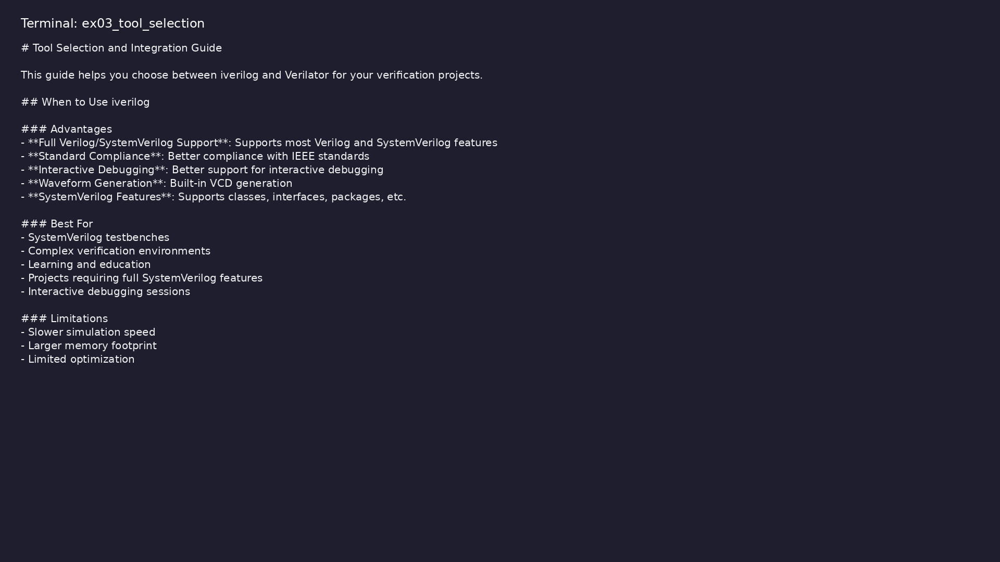 Terminal: ex03_tool_selection
# Tool Selection and Integration Guide
This guide helps you choose between iverilog and Verilator for your verification projects.
## When to Use iverilog
### Advantages
- **Full Verilog/SystemVerilog Support**: Supports most Verilog and SystemVerilog features
- **Standard Compliance**: Better compliance with IEEE standards
- **Interactive Debugging**: Better support for interactive debugging
- **Waveform Generation**: Built-in VCD generation
- **SystemVerilog Features**: Supports classes, interfaces, packages, etc.
### Best For
- SystemVerilog testbenches
- Complex verification environments
- Learning and education
- Projects requiring full SystemVerilog features
- Interactive debugging sessions
### Limitations
- Slower simulation speed
- Larger memory footprint
- Limited optimization